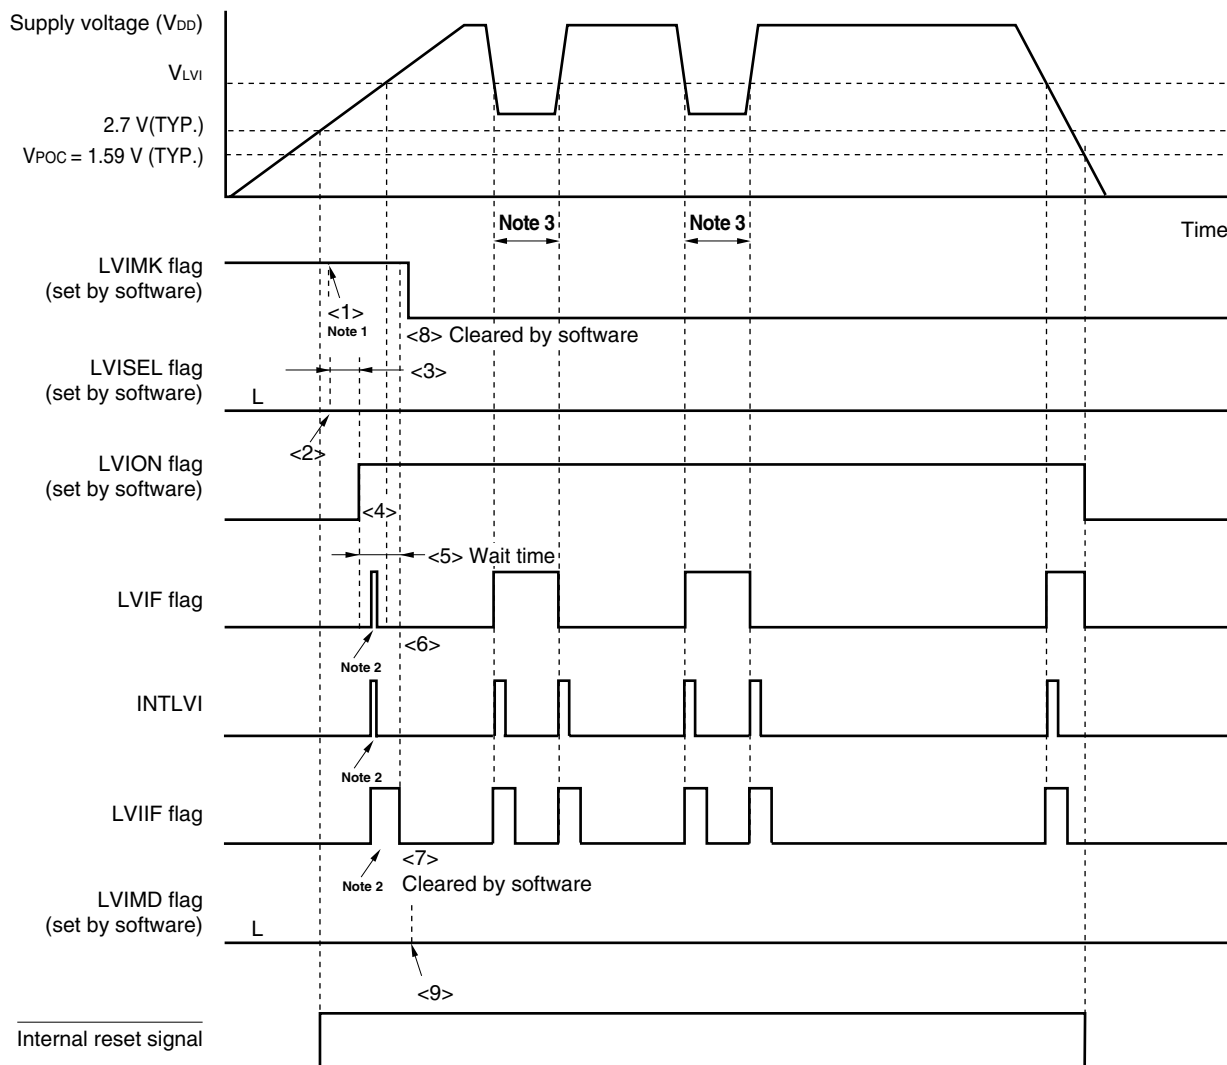 Supply voltage (VDD)
VLVI
2.7 V(TYP.)
VPOC = 1.59 V (TYP.)
Note 3
Note 3
Time
LVIMK flag
(set by software)
<1>
Note 1
<8> Cleared by software
LVISEL flag
(set by software)
L
<3>
<2>
LVION flag
(set by software)
<4>
<5> Wait time
LVIF flag
<6>
Note 2
INTLVI
Note 2
LVIIF flag
<7>
Note 2
Cleared by software
LVIMD flag
(set by software)
L
<9>
Internal reset signal